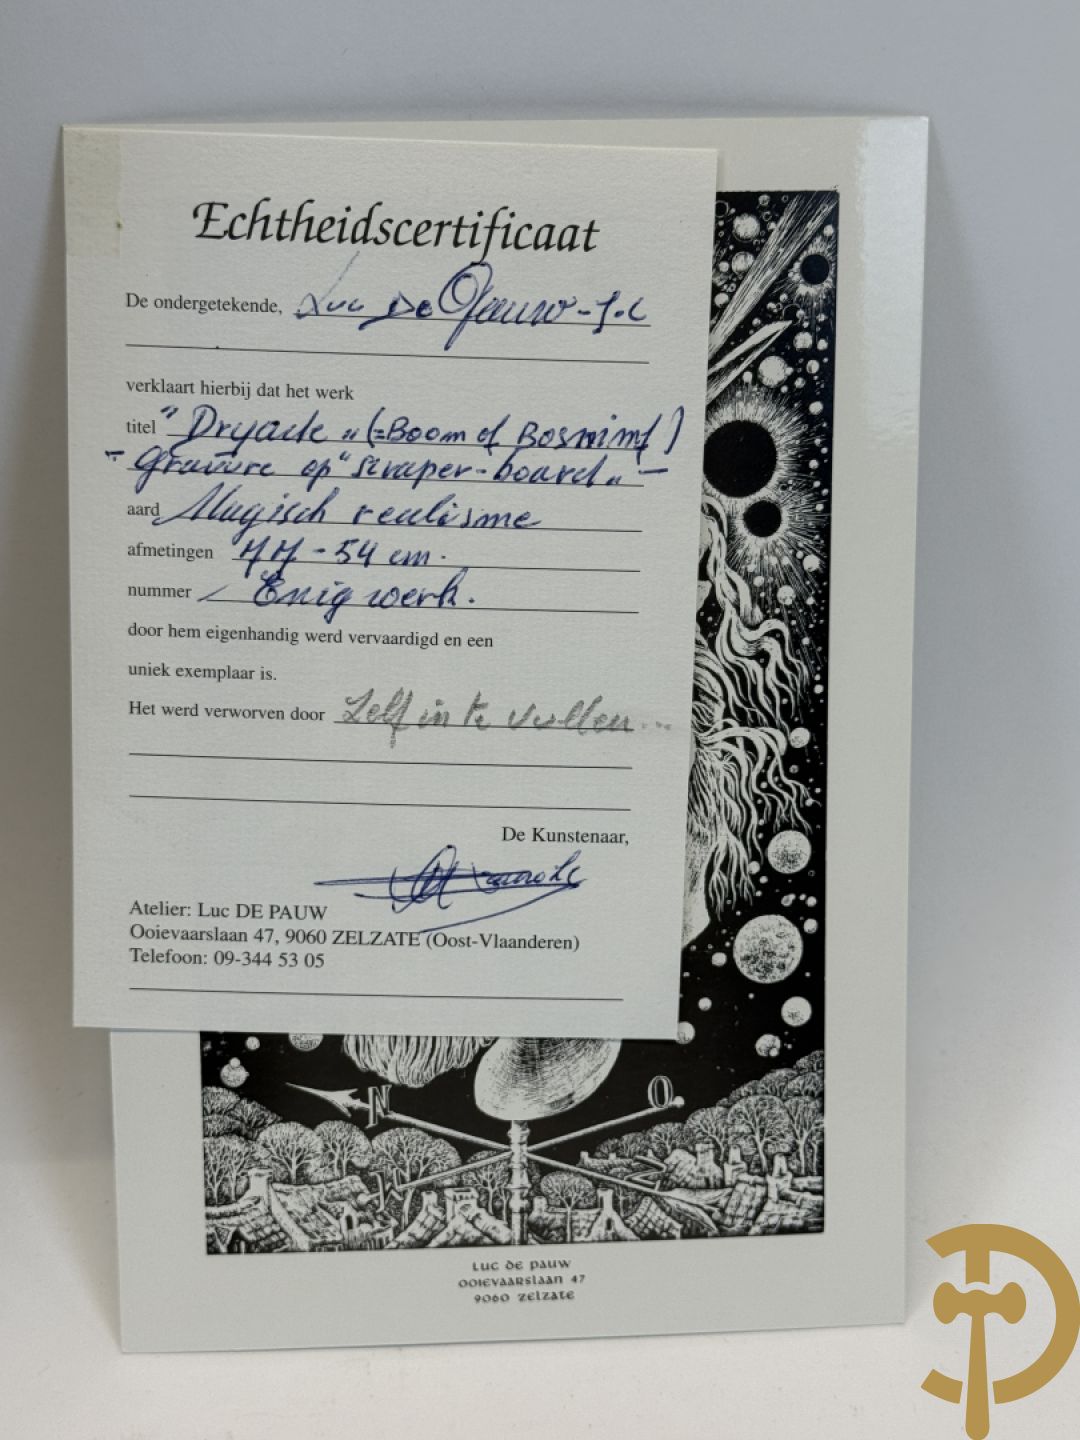 Echtheidscertificaat
De ondergetekende, Luc De Pauw - J.C
verklaart hierbij dat het werk
titel "Dryade" (=Boom of Bosnimf)
- gravure op "scraper-board" -
aard Magisch realisme
afmetingen 77 - 54 cm.
nummer Enig werk.
door hem eigenhandig werd vervaardigd en een
uniek exemplaar is.
Het werd verworven door Zelf in te vullen...
De Kunstenaar,
Atelier: Luc DE PAUW
Ooievaarslaan 47, 9060 ZELZATE (Oost-Vlaanderen)
Telefoon: 09-344 53 05
N O
W Z
LUC DE PAUW
OOIEVAARSLAAN 47
9060 ZELZATE